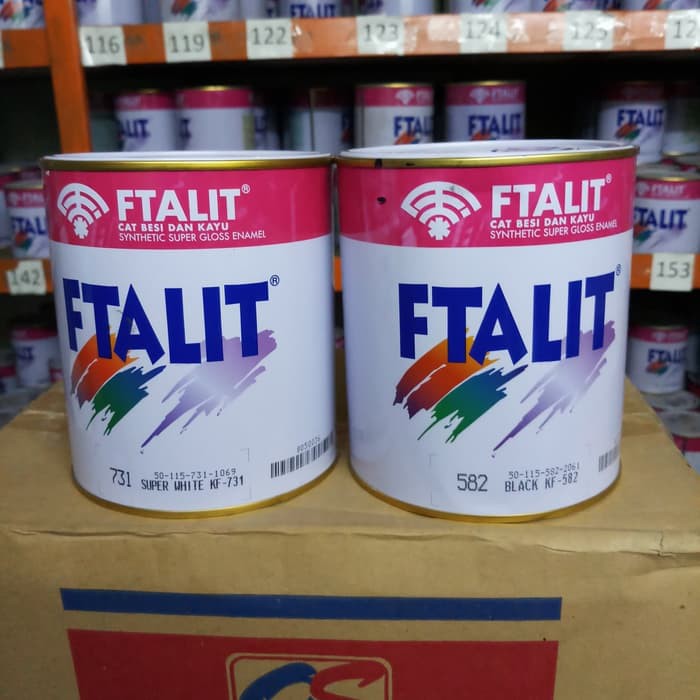 116
119
122
123
124
125
FTALIT
FTALIT
FTALIT
FTALIT
FTALIT®
CAT BESI DAN KAYU
SYNTHETIC SUPER GLOSS ENAMEL
FTALIT®
8050026
50-115-731-1069
731 SUPER WHITE KF-731
FTALIT®
CAT BESI DAN KAYU
SYNTHETIC SUPER GLOSS ENAMEL
FTALIT®
50-115-582-2061
582 BLACK KF-582
142
153
FTALIT